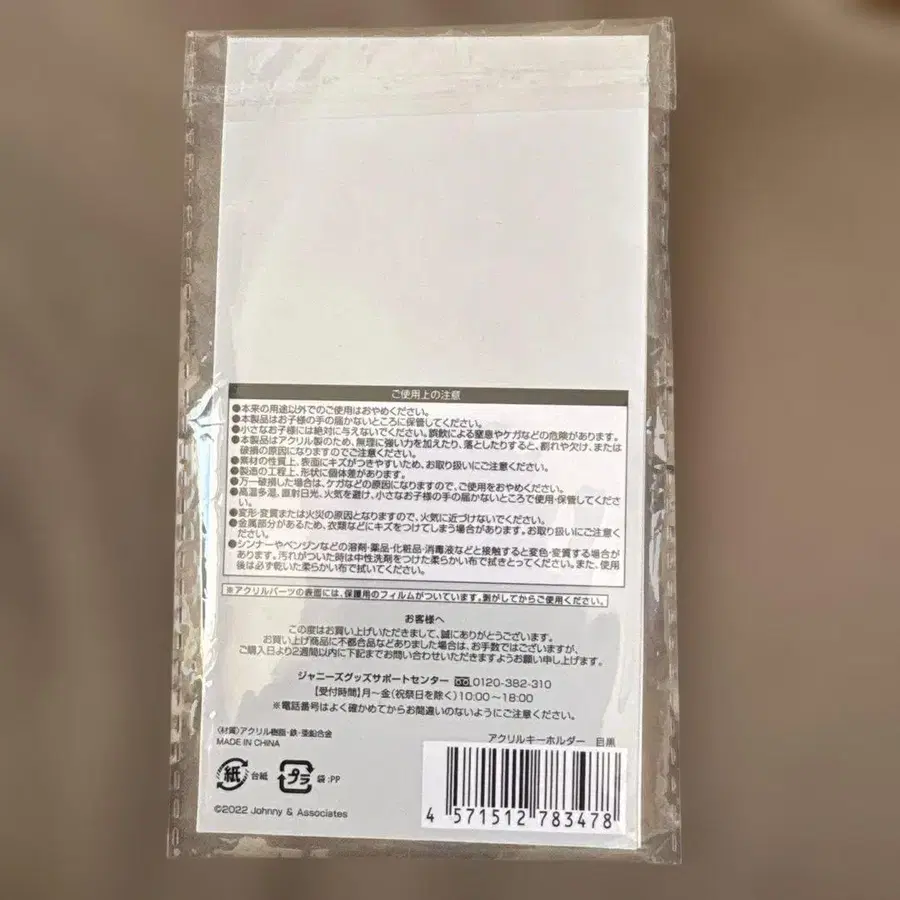 ご使用上の注意
●本来の用途以外でのご使用はおやめください。
●本製品はお子様の手の届かないところに保管してください。
●小さなお子様には絶対に与えないでください。誤飲による窒息やケガなどの危険があります。
●本製品はアクリル製のため、無理に強い力を加えたり、落としたりすると、割れや欠け、または
破損の原因になりますのでご注意ください。
●素材の性質上、表面にキズがつきやすいため、お取り扱いにご注意ください。
●製造の工程上、形状に個体差があります。
●万一破損した場合は、ケガなどの原因になりますので、ご使用をおやめください。
●高温多湿、直射日光、火気を避け、小さなお子様の手の届かないところで使用・保管してくださ
い。
●変形・変質または火災の原因となりますので、火気に近づけないでください。
●金属部分があるため、衣類などにキズをつけてしまう場合があります。お取り扱いにご注意く
ださい。
●シンナーやベンジンなどの溶剤・薬品・化粧品・消毒液などと接触すると変色・変質する場合が
あります。汚れがついた時は中性洗剤をつけた柔らかい布で拭きとってください。また、使用
後は必ず乾いた柔らかい布で拭いてください。
※アクリルパーツの表面には、保護用のフィルムがついています。剥がしてからご使用ください。
お客様へ
この度はお買い上げいただきまして、誠にありがとうございます。
お買い上げ商品に不都合品などありました場合は、お手数ではございますが、
ご購入日より2週間以内に下記までお問い合わせいただきますようお願い申し上げます。
ジャニーズグッズサポートセンター 0120-382-310
【受付時間】月〜金(祝祭日を除く)10:00〜18:00
※電話番号はよく確かめてからお間違いのないようにご注意ください。
〈材質〉アクリル樹脂・鉄・亜鉛合金
MADE IN CHINA
アクリルキーホルダー 目黒
紙 台紙 プラ 袋:PP
©2022 Johnny & Associates
4 571512 783478